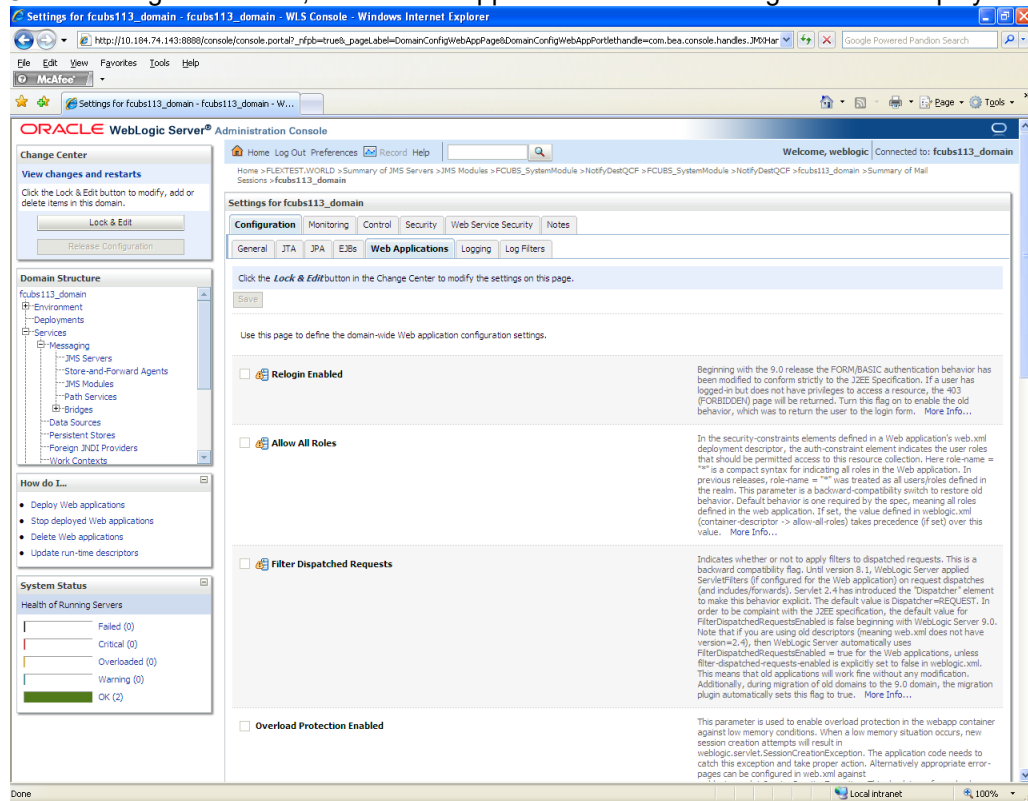 Settings for fcubs113_domain - fcubs113_domain - WLS Console - Windows Internet Explorer
http://10.184.74.143:8888/console/console.portal?_nfpb=true&_pageLabel=DomainConfigWebAppPage&DomainConfigWebAppPortlethandle=com.bea.console.handles.JMXHar
Google Powered Pandion Search
File Edit View Favorites Tools Help
McAfee
Settings for fcubs113_domain - fcubs113_domain - W...
Page Tools
ORACLE WebLogic Server® Administration Console
Change Center
View changes and restarts
Click the Lock & Edit button to modify, add or
delete items in this domain.
Lock & Edit
Release Configuration
Domain Structure
fcubs113_domain
Environment
Deployments
Services
Messaging
JMS Servers
Store-and-Forward Agents
JMS Modules
Path Services
Bridges
Data Sources
Persistent Stores
Foreign JNDI Providers
Work Contexts
How do I...
Deploy Web applications
Stop deployed Web applications
Delete Web applications
Update run-time descriptors
System Status
Health of Running Servers
Failed (0)
Critical (0)
Overloaded (0)
Warning (0)
OK (2)
Home Log Out Preferences Record Help
Welcome, weblogic Connected to: fcubs113_domain
Home >FLEXTEST.WORLD >Summary of JMS Servers >JMS Modules >FCUBS_SystemModule >NotifyDestQCF >FCUBS_SystemModule >NotifyDestQCF >fcubs113_domain >Summary of Mail
Sessions >fcubs113_domain
Settings for fcubs113_domain
Configuration Monitoring Control Security Web Service Security Notes
General JTA JPA EJBs Web Applications Logging Log Filters
Click the Lock & Edit button in the Change Center to modify the settings on this page.
Save
Use this page to define the domain-wide Web application configuration settings.
Relogin Enabled
Beginning with the 9.0 release the FORM/BASIC authentication behavior has
been modified to conform strictly to the J2EE Specification. If a user has
logged-in but does not have privileges to access a resource, the 403
(FORBIDDEN) page will be returned. Turn this flag on to enable the old
behavior, which was to return the user to the login form. More Info...
Allow All Roles
In the security-constraints elements defined in a Web application's web.xml
deployment descriptor, the auth-constraint element indicates the user roles
that should be permitted access to this resource collection. Here role-name =
"*" is a compact syntax for indicating all roles in the Web application. In
previous releases, role-name = "*" was treated as all users/roles defined in
the realm. This parameter is a backward-compatibility switch to restore old
behavior. Default behavior is one required by the spec, meaning all roles
defined in the web application. If set, the value defined in weblogic.xml
(container-descriptor -> allow-all-roles) takes precedence (if set) over this
value. More Info...
Filter Dispatched Requests
Indicates whether or not to apply filters to dispatched requests. This is a
backward compatibility flag. Until version 8.1, WebLogic Server applied
ServletFilters (if configured for the Web application) on request dispatches
(and includes/forwards). Servlet 2.4 has introduced the "Dispatcher" element
to make this behavior explicit. The default value is Dispatcher=REQUEST. In
order to be complaint with the J2EE specification, the default value for
FilterDispatchedRequestsEnabled is false beginning with WebLogic Server 9.0.
Note that if you are using old descriptors (meaning web.xml does not have
version=2.4), then WebLogic Server automatically uses
FilterDispatchedRequestsEnabled = true for the Web applications, unless
filter-dispatched-requests-enabled is explicitly set to false in weblogic.xml.
This means that old applications will work fine without any modification.
Additionally, during migration of old domains to the 9.0 domain, the migration
plugin automatically sets this flag to true. More Info...
Overload Protection Enabled
This parameter is used to enable overload protection in the webapp container
against low memory conditions. When a low memory situation occurs, new
session creation attempts will result in
weblogic.servlet.SessionCreationException. The application code needs to
catch this exception and take proper action. Alternatively appropriate error-
pages can be configured in web.xml against
Done
Local intranet
100%